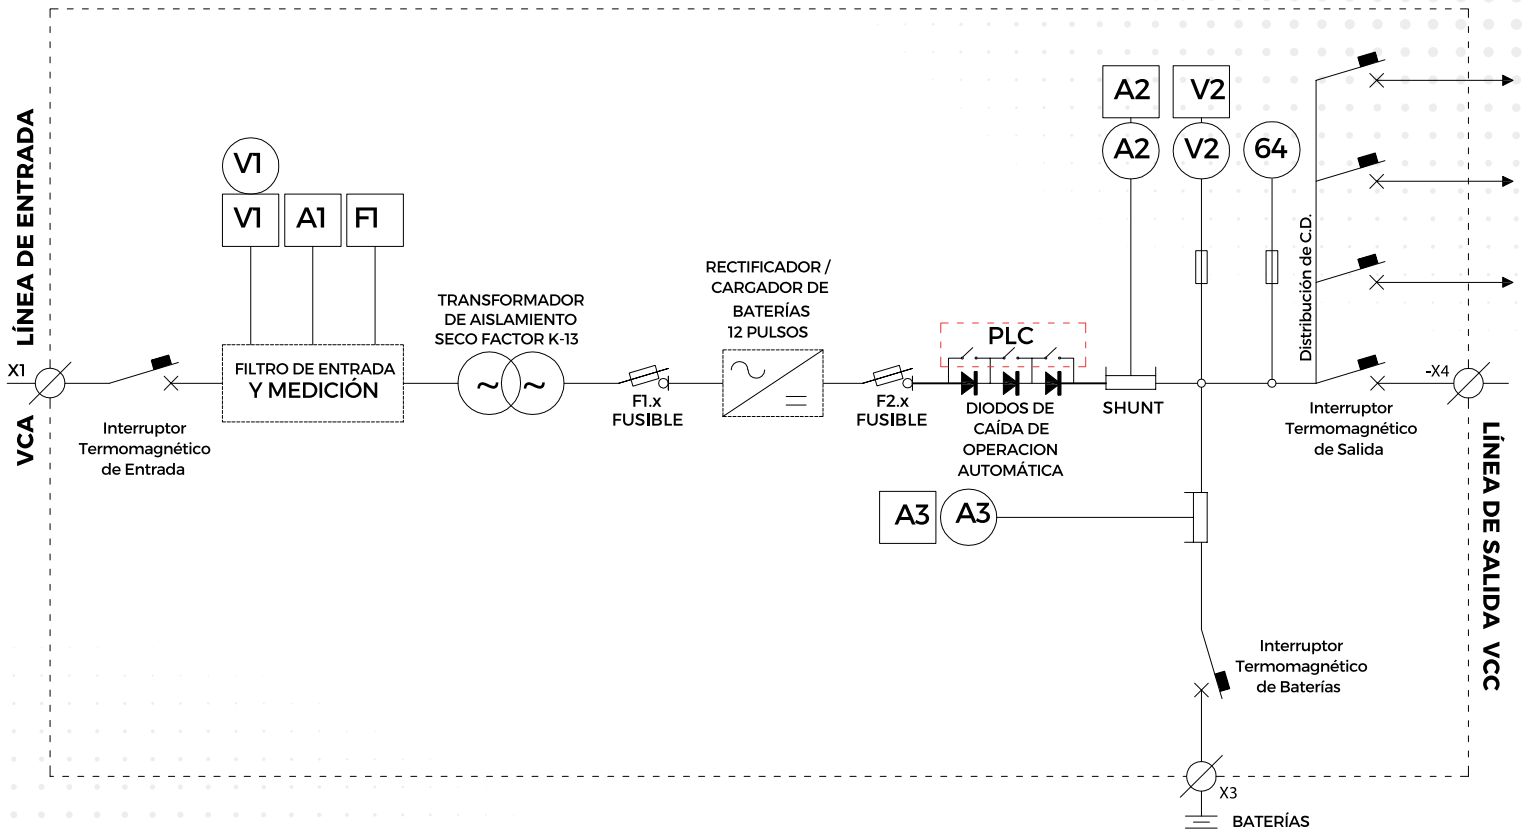 LÍNEA DE ENTRADA
VCA
X1
Interruptor
Termomagnético
de Entrada
V1
V1
A1
F1
FILTRO DE ENTRADA
Y MEDICIÓN
TRANSFORMADOR
DE AISLAMIENTO
SECO FACTOR K-13
F1.x
FUSIBLE
RECTIFICADOR /
CARGADOR DE
BATERÍAS
12 PULSOS
F2.x
FUSIBLE
PLC
DIODOS DE
CAÍDA DE
OPERACION
AUTOMÁTICA
A2
A2
SHUNT
V2
V2
64
Distribución de C.D.
Interruptor
Termomagnético
de Salida
-X4
LÍNEA DE SALIDA VCC
A3
A3
Interruptor
Termomagnético
de Baterías
X3
BATERÍAS